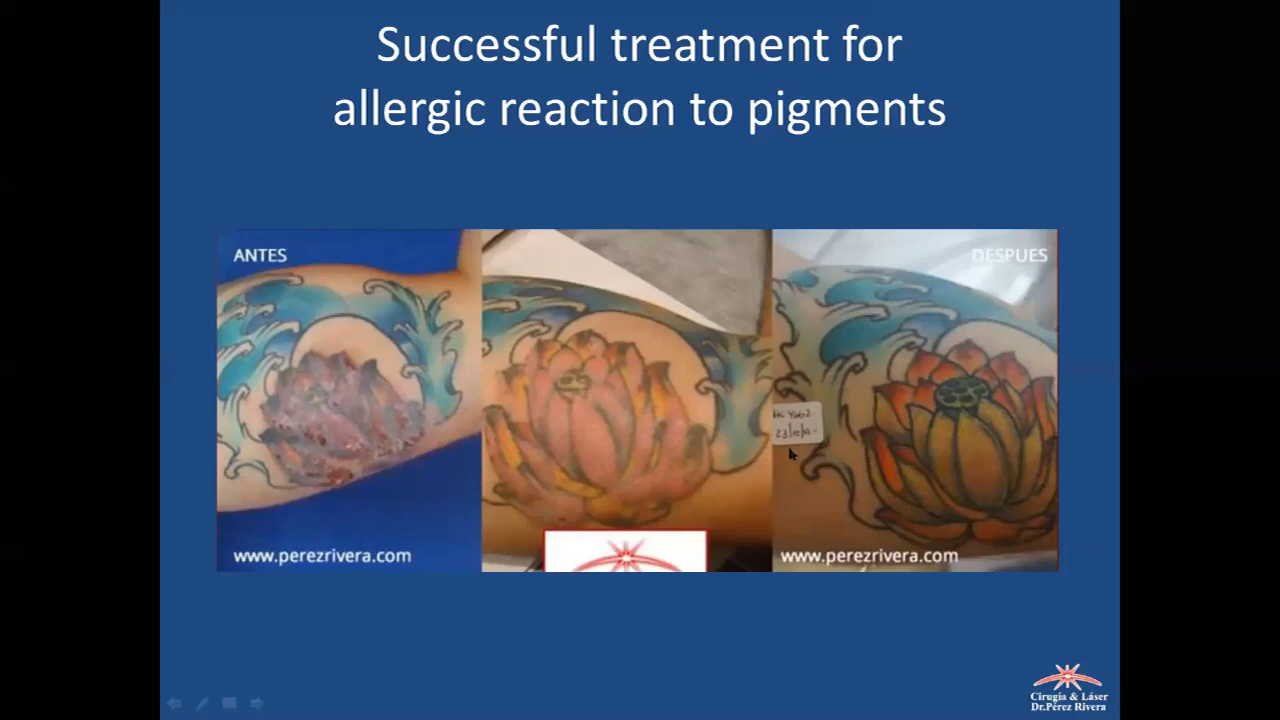 Successful treatment for
allergic reaction to pigments
ANTES
DESPUES
www.perezrivera.com
www.perezrivera.com
Cirugía & Láser
Dr.Pérez Rivera